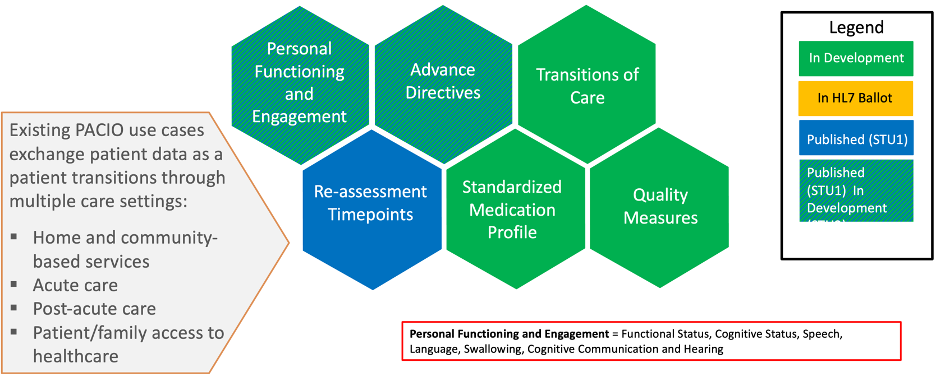 Personal
Functioning
and
Engagement
Advance
Directives
Transitions of
Care
Re-assessment
Timepoints
Standardized
Medication
Profile
Quality
Measures
Existing PACIO use cases
exchange patient data as a
patient transitions through
multiple care settings:
▪ Home and community-
based services
▪ Acute care
▪ Post-acute care
▪ Patient/family access to
healthcare
Legend
In Development
In HL7 Ballot
Published (STU1)
Published
(STU1) In
Development
Personal Functioning and Engagement = Functional Status, Cognitive Status, Speech,
Language, Swallowing, Cognitive Communication and Hearing